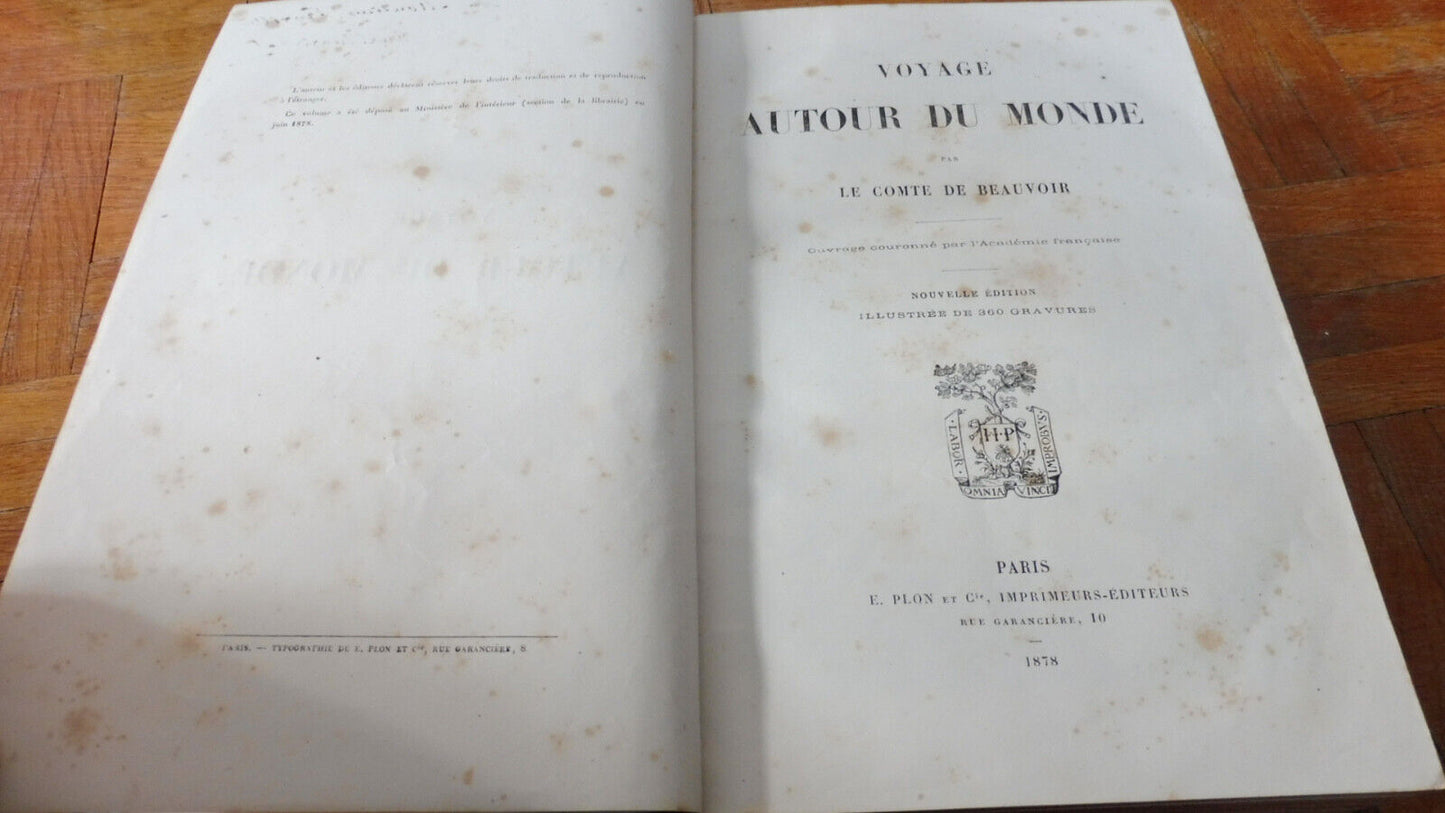 L'auteur et les éditeurs déclarent réserver leurs droits de traduction et de reproduction
à l'étranger.
Ce volume a été déposé au Ministère de l'intérieur (section de la librairie) en
juin 1878.
PARIS. — TYPOGRAPHIE DE E. PLON ET Cie, RUE GARANCIÈRE, 8.
VOYAGE
AUTOUR DU MONDE
PAR
LE COMTE DE BEAUVOIR
Ouvrage couronné par l'Académie française
NOUVELLE ÉDITION
ILLUSTRÉE DE 360 GRAVURES
H·P
·LABOR·
OMNIA VINCIT
IMPROBVS·
PARIS
E. PLON ET Cie, IMPRIMEURS-ÉDITEURS
RUE GARANCIÈRE, 10
—
1878